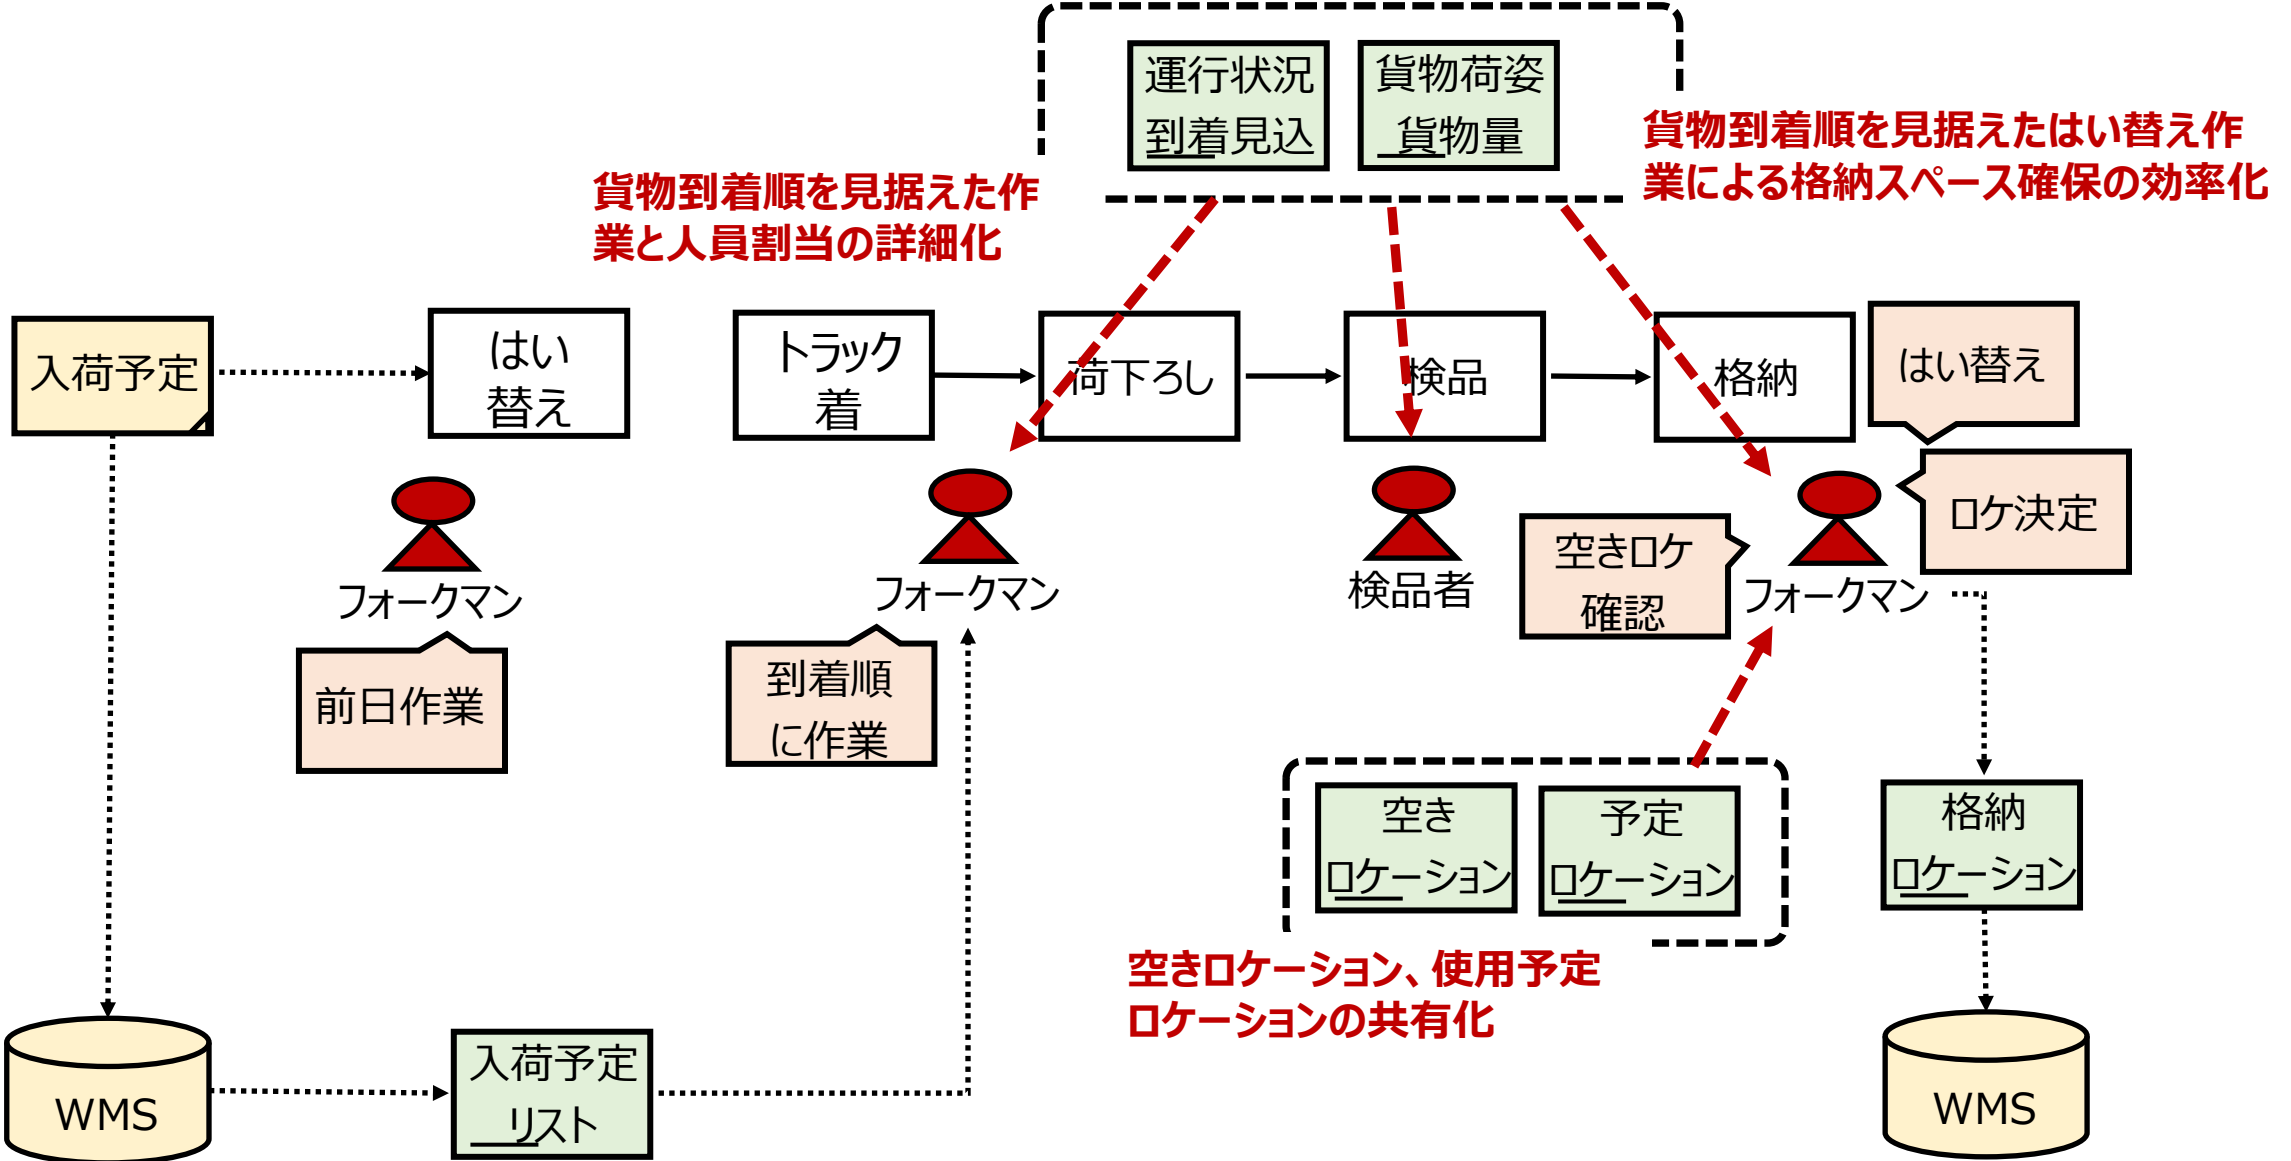 運行状況
到着見込
貨物荷姿
貨物量
貨物到着順を見据えたはい替え作
業による格納スペース確保の効率化
貨物到着順を見据えた作
業と人員割当の詳細化
入荷予定
はい
替え
トラック
着
荷下ろし
検品
格納
はい替え
ロケ決定
空きロケ
確認
フォークマン
フォークマン
検品者
フォークマン
前日作業
到着順
に作業
空き
ロケーション
予定
ロケーション
格納
ロケーション
空きロケーション、使用予定
ロケーションの共有化
WMS
入荷予定
リスト
WMS